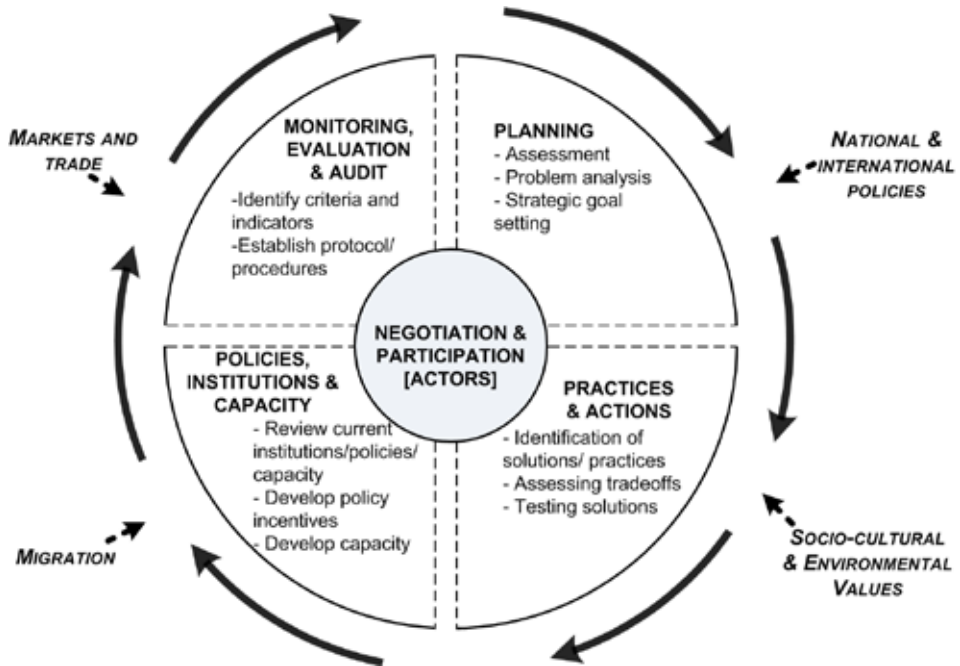 MONITORING,
EVALUATION
& AUDIT
-Identify criteria and
indicators
-Establish protocol/
procedures
PLANNING
- Assessment
- Problem analysis
- Strategic goal
setting
MARKETS AND
TRADE
NATIONAL &
INTERNATIONAL
POLICIES
NEGOTIATION &
PARTICIPATION
[ACTORS]
POLICIES,
INSTITUTIONS &
CAPACITY
- Review current
institutions/policies/
capacity
- Develop policy
incentives
- Develop capacity
PRACTICES
& ACTIONS
- Identification of
solutions/ practices
- Assessing tradeoffs
- Testing solutions
MIGRATION
SOCIO-CULTURAL
& ENVIRONMENTAL
VALUES